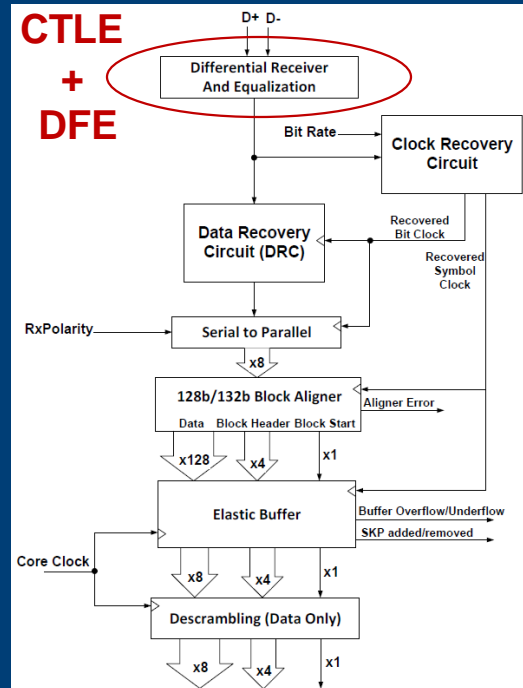 CTLE
+
DFE
D+ D-
Differential Receiver
And Equalization
Bit Rate
Clock Recovery
Circuit
Data Recovery
Circuit (DRC)
Recovered
Bit Clock
Recovered
Symbol
Clock
RxPolarity
Serial to Parallel
x8
128b/132b Block Aligner
Data Block Header Block Start
Aligner Error
x128
x4
x1
Elastic Buffer
Buffer Overflow/Underflow
SKP added/removed
Core Clock
x8
x4
x1
Descrambling (Data Only)
x8
x4
x1